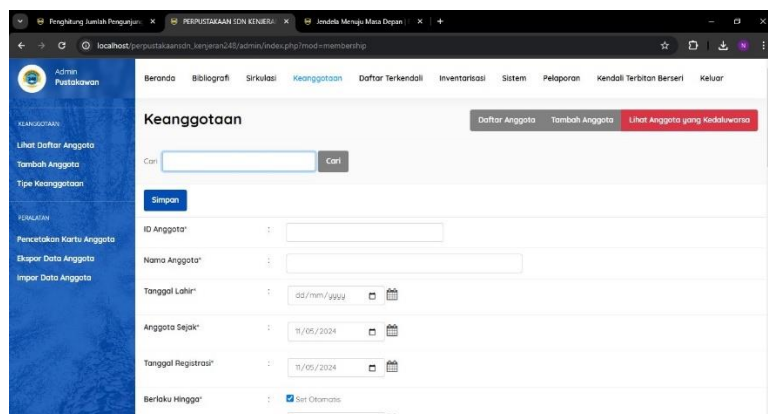 Penghitung Jumlah Pengunjun
PERPUSTAKAAN SDN KENJERA
Jendela Menuju Masa Depan |
localhost/perpustakaansdn_kenjeran248/admin/index.php?mod=membership
N
Admin
Pustakawan
Beranda Bibliografi Sirkulasi Keanggotaan Daftar Terkendali Inventarisasi Sistem Pelaporan Kendali Terbitan Berseri Keluar
KEANGGOTAAN
Lihat Daftar Anggota
Tambah Anggota
Tipe Keanggotaan
PERALATAN
Pencetakan Kartu Anggota
Ekspor Data Anggota
Impor Data Anggota
Keanggotaan
Daftar Anggota Tambah Anggota Lihat Anggota yang Kedaluwarsa
Cari Cari
Simpan
ID Anggota* :
Nama Anggota* :
Tanggal Lahir* : dd/mm/yyyy
Anggota Sejak* : 11/05/2024
Tanggal Registrasi* : 11/05/2024
Berlaku Hingga* : Set Otomatis